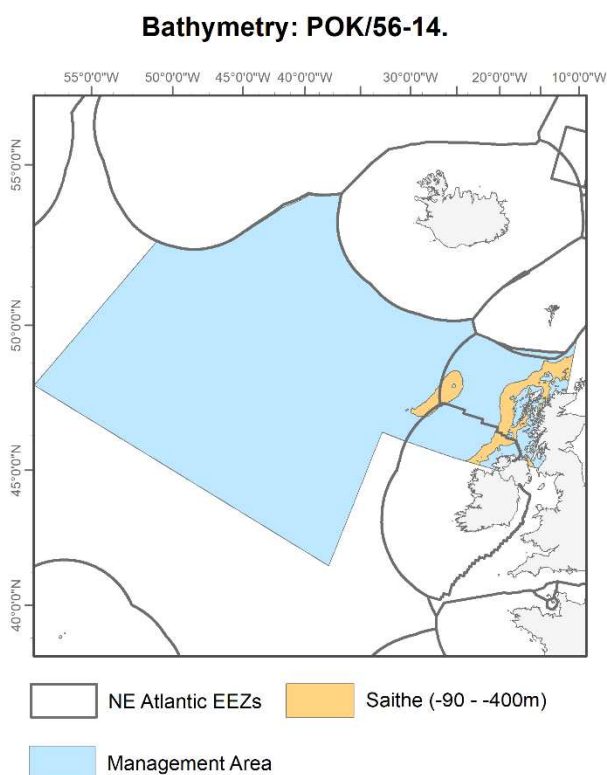 Bathymetry: POK/56-14.
55°0'0"W 50°0'0"W 45°0'0"W 40°0'0"W 30°0'0"W 20°0'0"W 10°0'0"W
55°0'0"N
50°0'0"N
45°0'0"N
40°0'0"N
NE Atlantic EEZs
Saithe (-90 - -400m)
Management Area